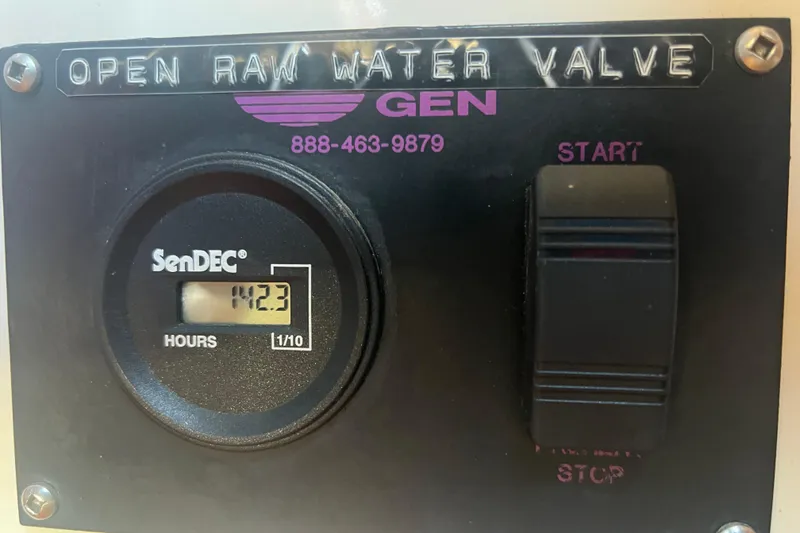 OPEN RAW WATER VALVE
GEN
888-463-9879
START
SenDEC®
142.3
HOURS 1/10
STOP